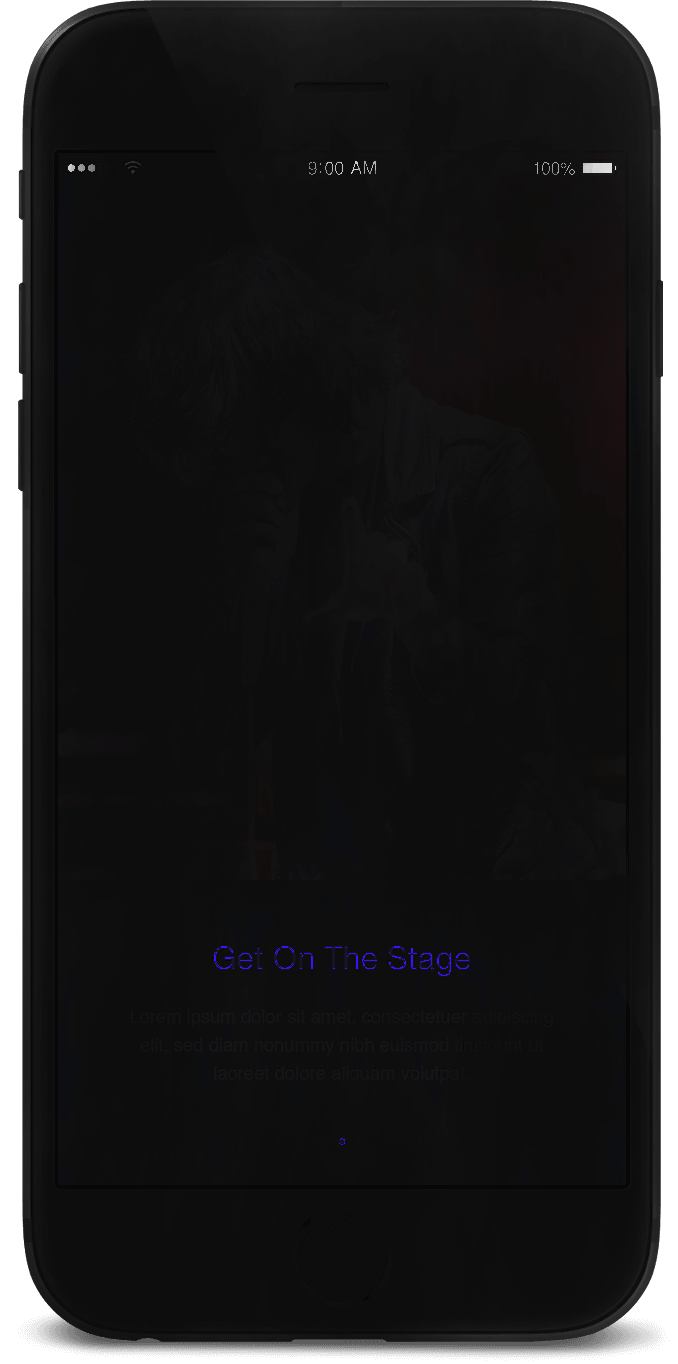 9:00 AM
100%
Get On The Stage
Lorem ipsum dolor sit amet, consectetuer adipiscing
elit, sed diam nonummy nibh euismod tincidunt ut
laoreet dolore aliquam volutpat.